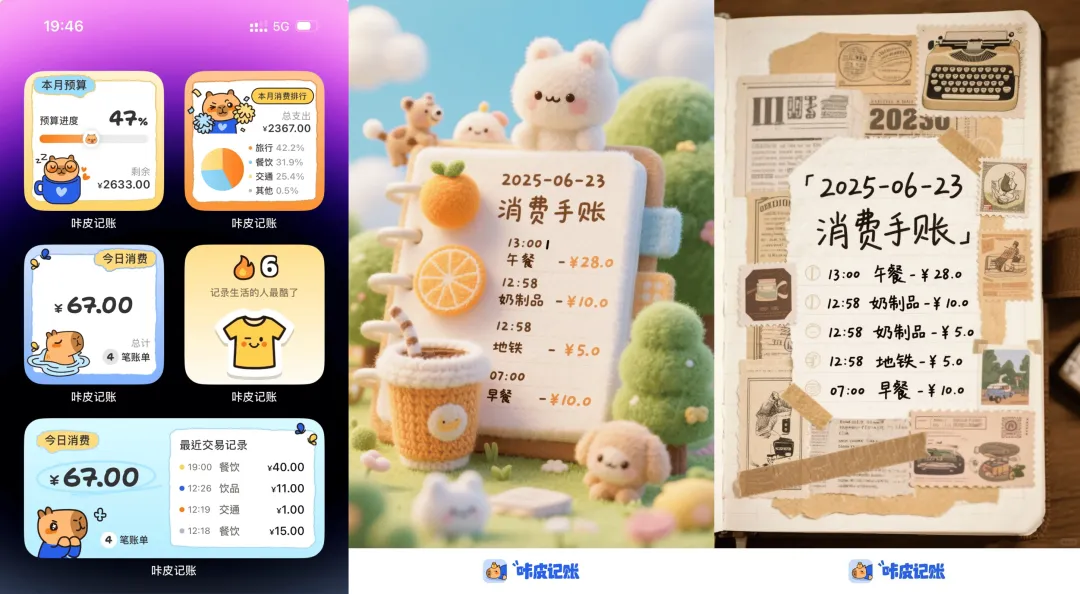 19:46
5G
本月预算
预算进度
47%
剩余
¥2633.00
咔皮记账
本月消费排行
总支出
¥2367.00
旅行 42.2%
餐饮 31.9%
交通 25.4%
其他 0.5%
咔皮记账
今日消费
¥67.00
总计
4 笔账单
咔皮记账
6
记录生活的人最酷了
咔皮记账
今日消费
¥67.00
4 笔账单
最近交易记录
19:00 餐饮 ¥40.00
12:26 饮品 ¥11.00
12:19 交通 ¥1.00
12:18 餐饮 ¥15.00
咔皮记账
2025-06-23
消费手账
13:00
午餐 -¥28.0
12:58
奶制品 -¥10.0
12:58
地铁 -¥5.0
07:00
早餐 -¥10.0
咔皮记账
20230
「2025-06-23
消费手账」
13:00 午餐-¥28.0
12:58 奶制品-¥10.0
12:58 奶制品-¥5.0
12:58 地铁-¥5.0
07:00 早餐-¥10.0
咔皮记账